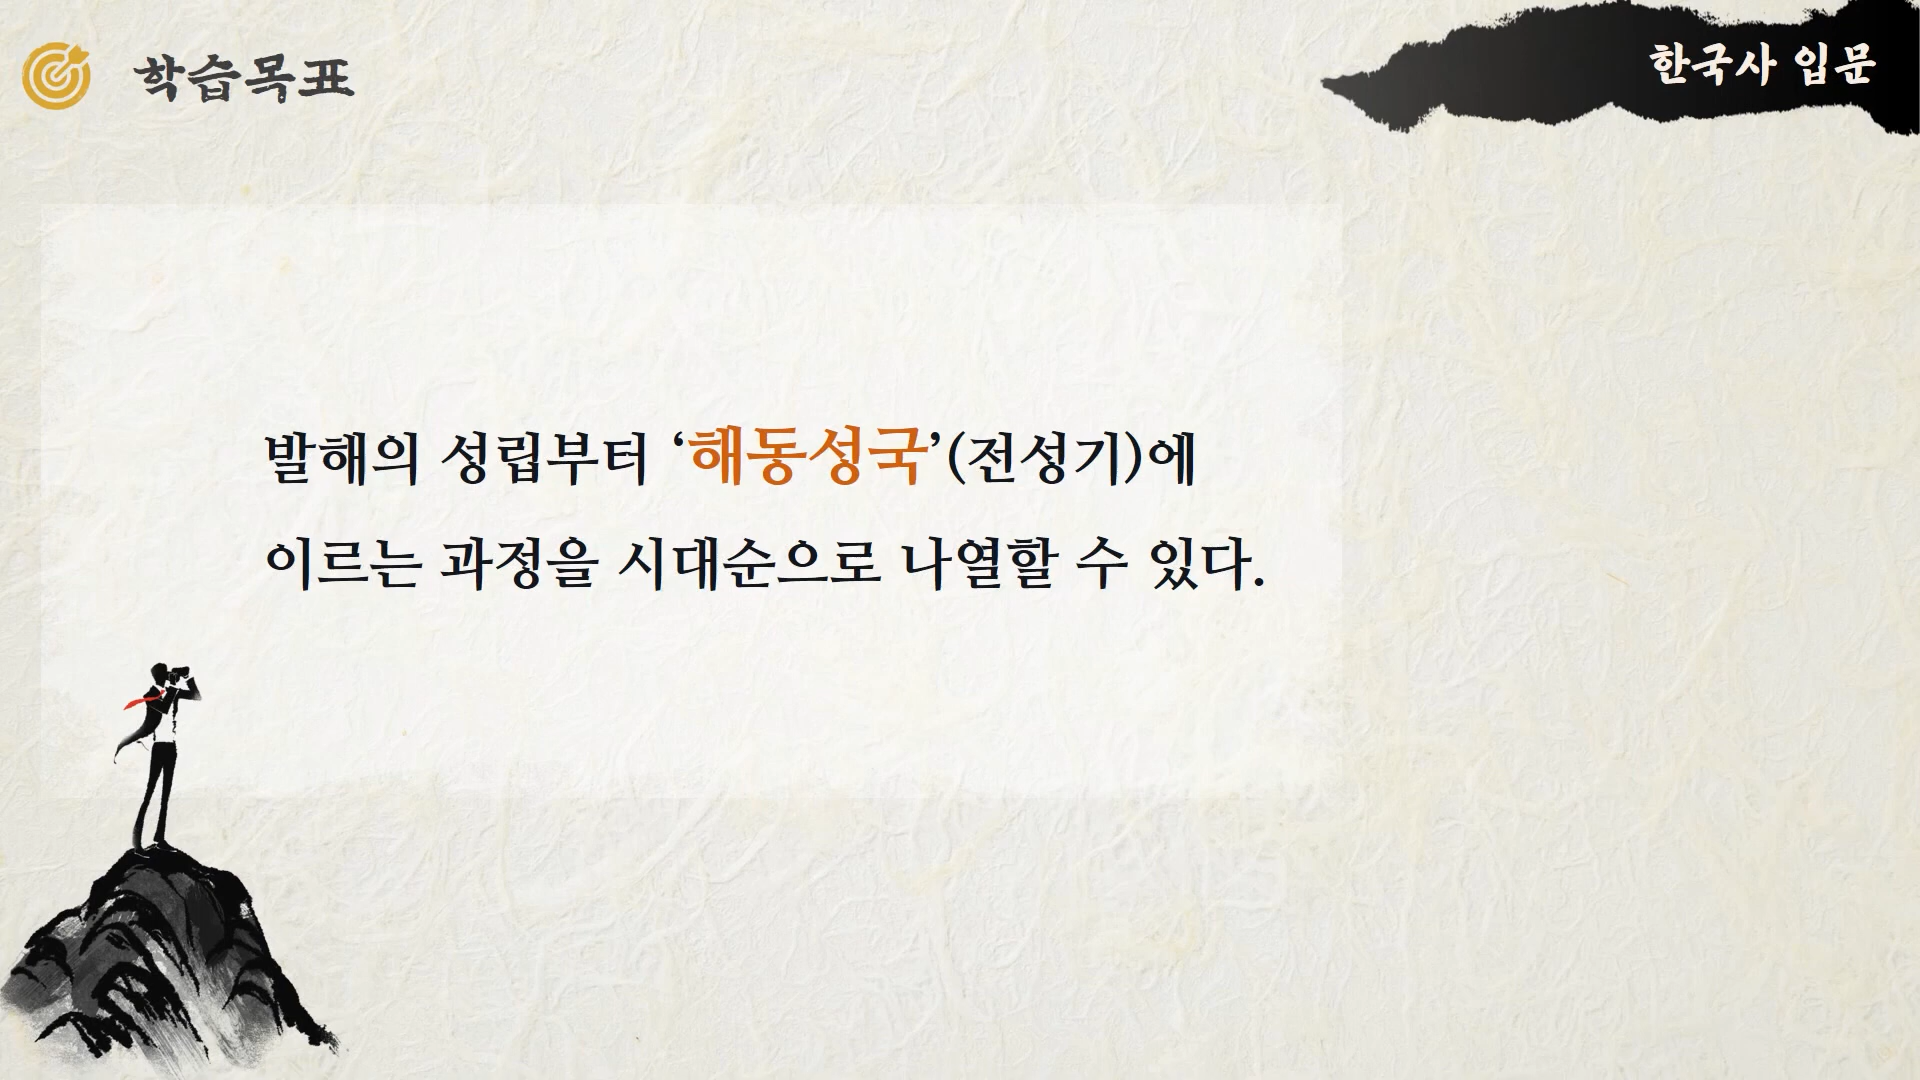 학습목표
한국사 입문
발해의 성립부터 ‘해동성국’(전성기)에
이르는 과정을 시대순으로 나열할 수 있다.